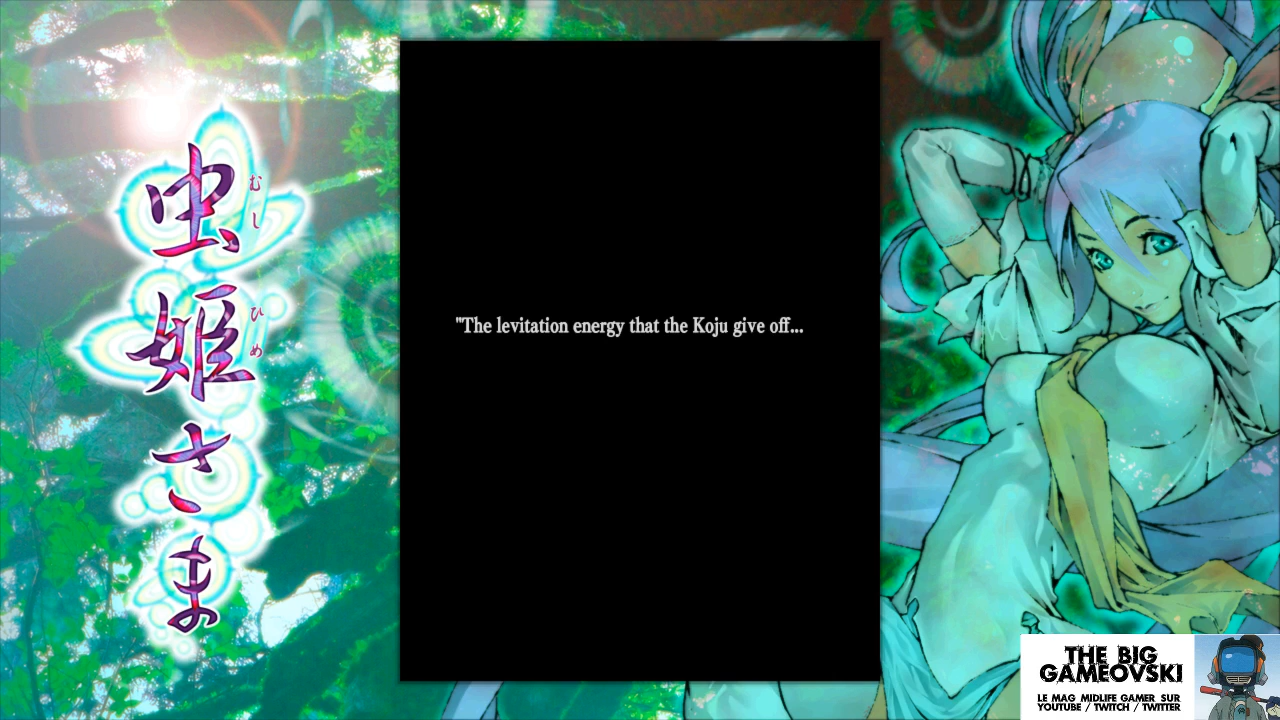 虫姫さま
むし
ひめ
"The levitation energy that the Koju give off...
THE BIG
GAMEOVSKI
LE MAG MIDLIFE GAMER SUR
YOUTUBE / TWITCH / TWITTER